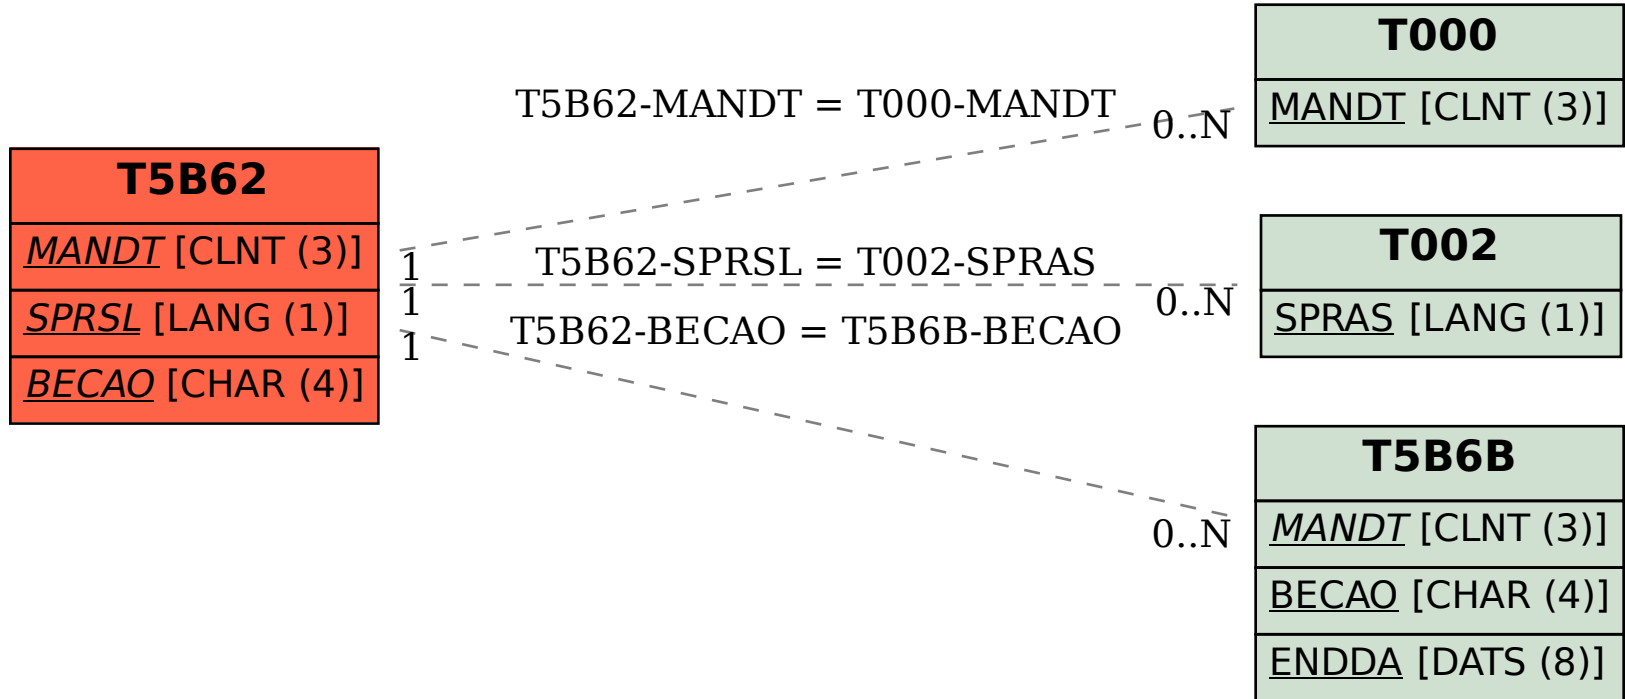 T5B62
MANDT [CLNT (3)]
SPRSL [LANG (1)]
BECAO [CHAR (4)]
T5B62-MANDT = T000-MANDT
1
0..N
T5B62-SPRSL = T002-SPRAS
1
0..N
T5B62-BECAO = T5B6B-BECAO
1
0..N
T000
MANDT [CLNT (3)]
T002
SPRAS [LANG (1)]
T5B6B
MANDT [CLNT (3)]
BECAO [CHAR (4)]
ENDDA [DATS (8)]